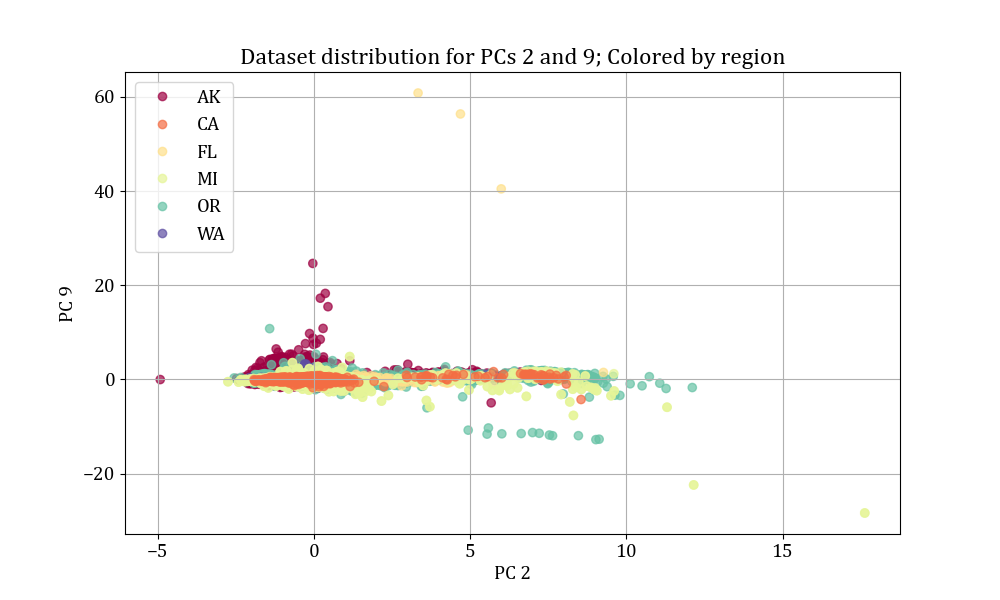 Dataset distribution for PCs 2 and 9; Colored by region
60
40
20
0
−20
PC 9
AK
CA
FL
MI
OR
WA
−5
0
5
10
15
PC 2